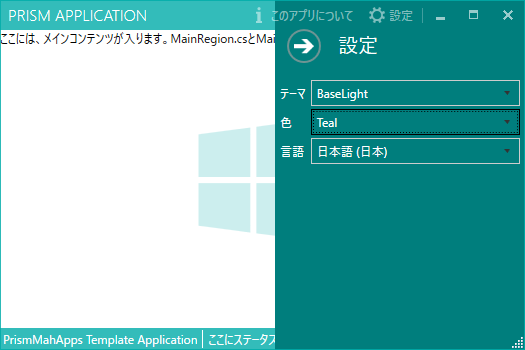 PRISM APPLICATION
このアプリについて
設定
設定
ここには、メインコンテンツが入ります。MainRegion.csとMai
テーマ
BaseLight
色
Teal
言語
日本語 (日本)
PrismMahApps Template Application
ここにステータス